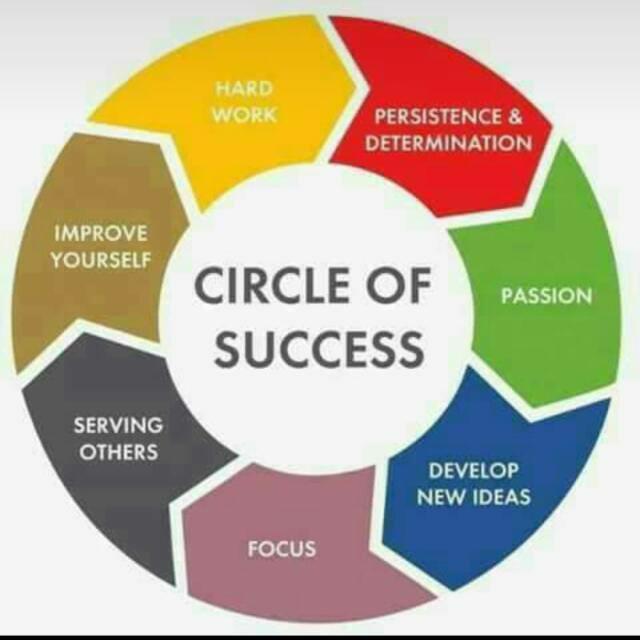 HARD
WORK
PERSISTENCE &
DETERMINATION
PASSION
DEVELOP
NEW IDEAS
FOCUS
SERVING
OTHERS
IMPROVE
YOURSELF
CIRCLE OF
SUCCESS